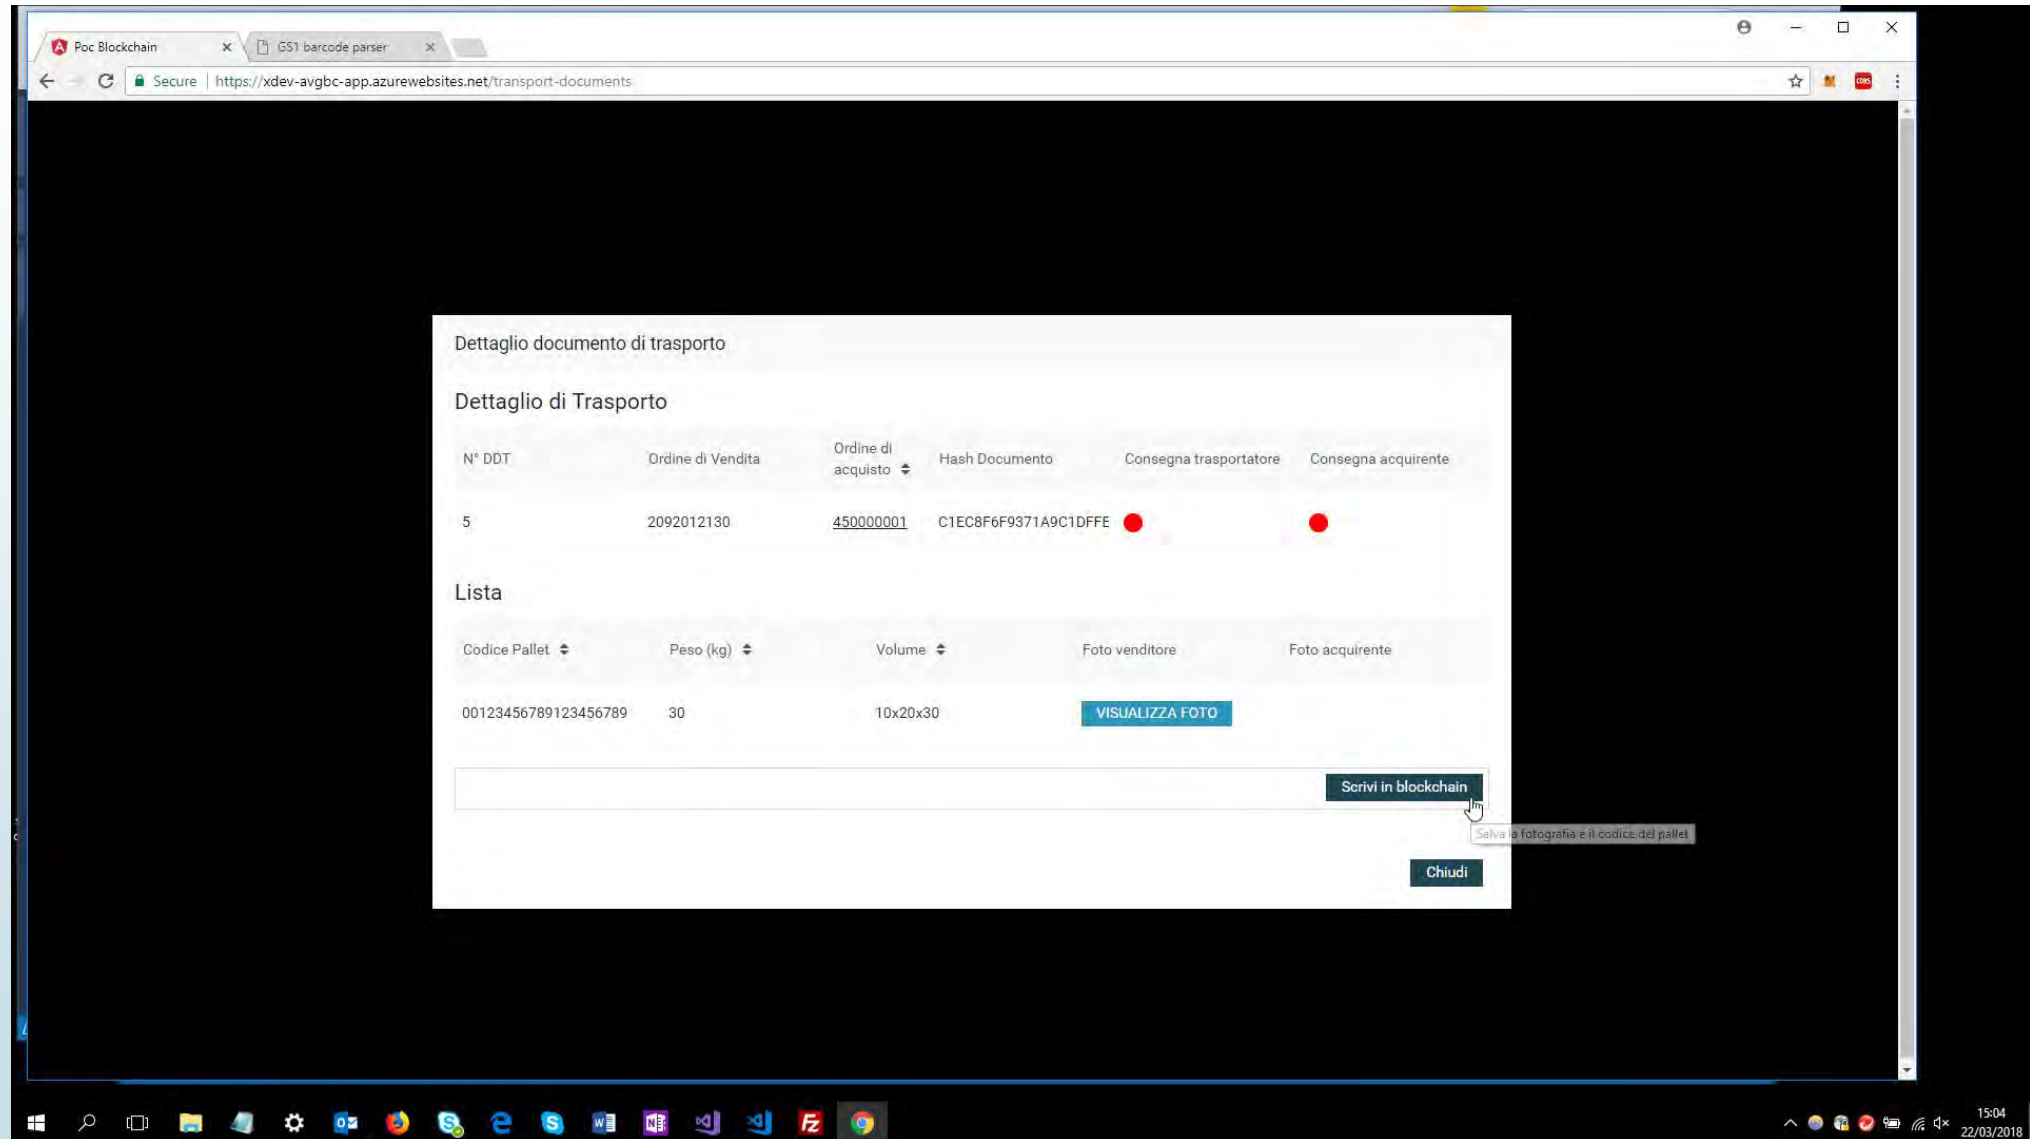 Poc Blockchain
GS1 barcode parser
Secure
https://xdev-avgbc-app.azurewebsites.net/transport-documents
CORS
Dettaglio documento di trasporto
Dettaglio di Trasporto
N° DDT Ordine di Vendita Ordine di acquisto Hash Documento Consegna trasportatore Consegna acquirente
5 2092012130 450000001 C1EC8F6F9371A9C1DFFE
Lista
Codice Pallet Peso (kg) Volume Foto venditore Foto acquirente
00123456789123456789 30 10x20x30 VISUALIZZA FOTO
Scrivi in blockchain
Salva la fotografia e il codice del pallet
Chiudi
15:04
22/03/2018